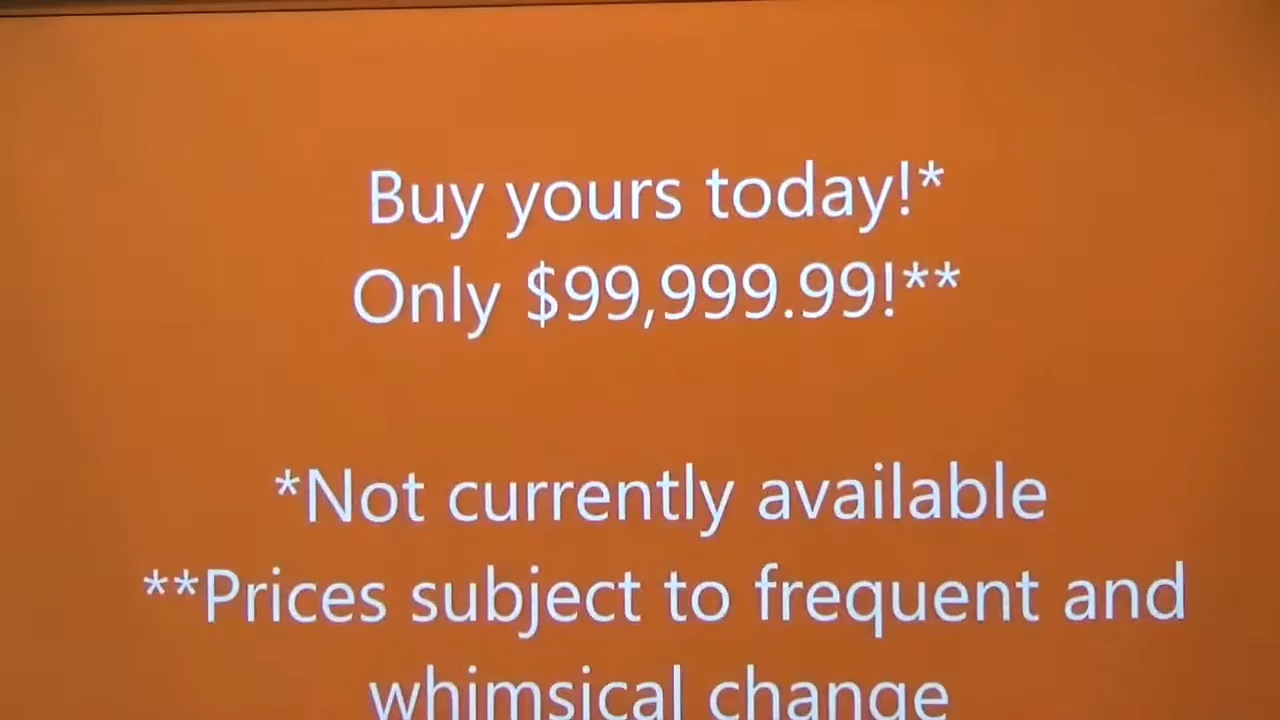 Buy yours today!*
Only $99,999.99!**
*Not currently available
**Prices subject to frequent and
whimsical change